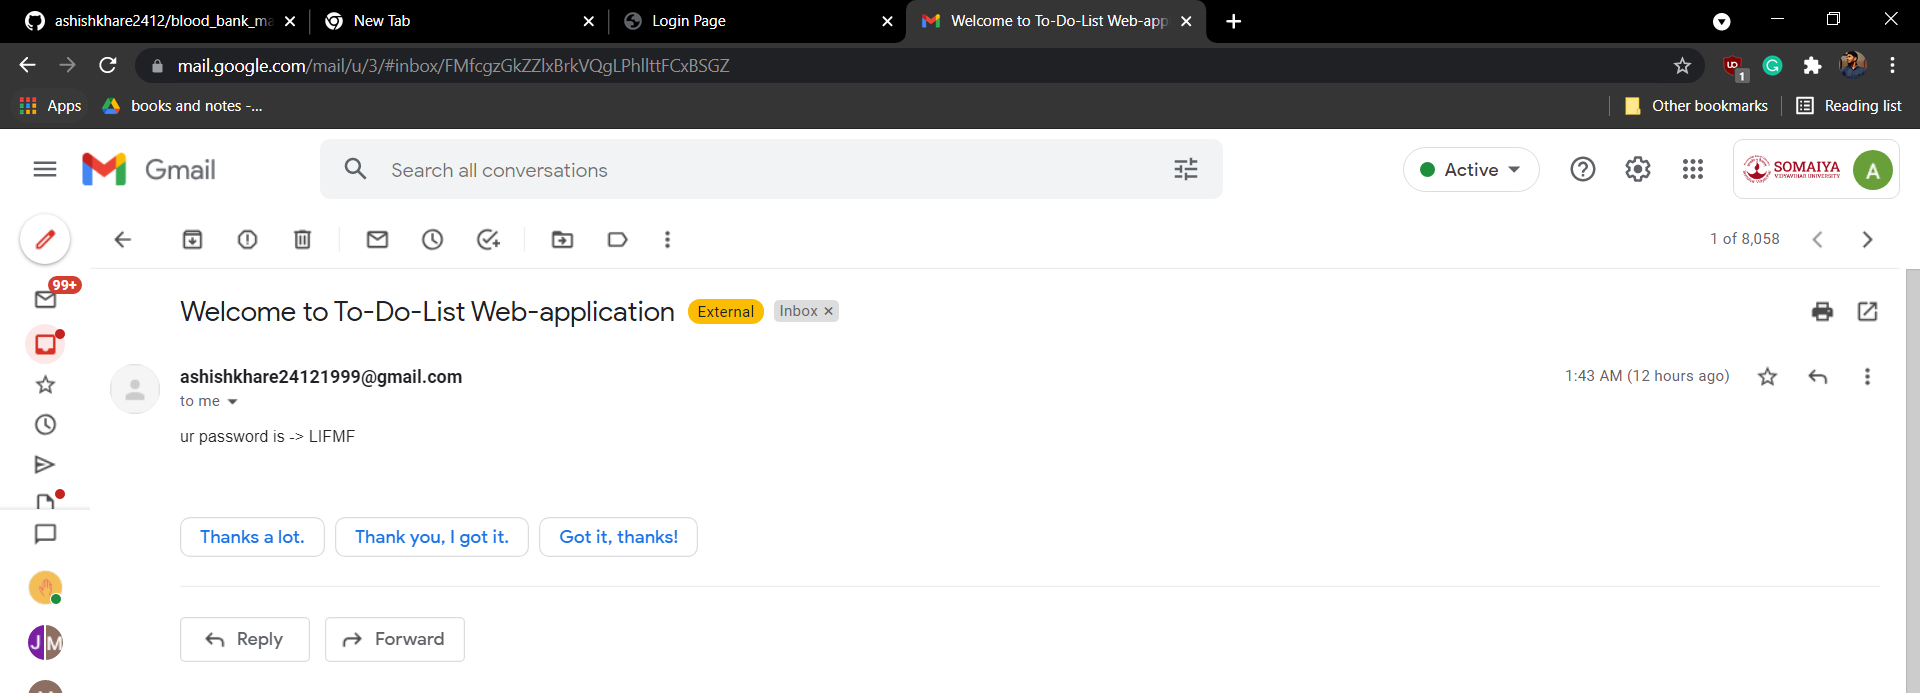 ashishkhare2412/blood_bank_ma
New Tab
Login Page
Welcome to To-Do-List Web-app
mail.google.com/mail/u/3/#inbox/FMfcgzGkZZlxBrkVQgLPhllttFCxBSGZ
1
Apps
books and notes -...
Other bookmarks
Reading list
Gmail
Search all conversations
Active
SOMAIYA
VIDYAVIHAR UNIVERSITY
A
1 of 8,058
99+
Welcome to To-Do-List Web-application
External
Inbox ×
ashishkhare24121999@gmail.com
1:43 AM (12 hours ago)
to me
ur password is -> LIFMF
Thanks a lot.
Thank you, I got it.
Got it, thanks!
J M
Reply
Forward